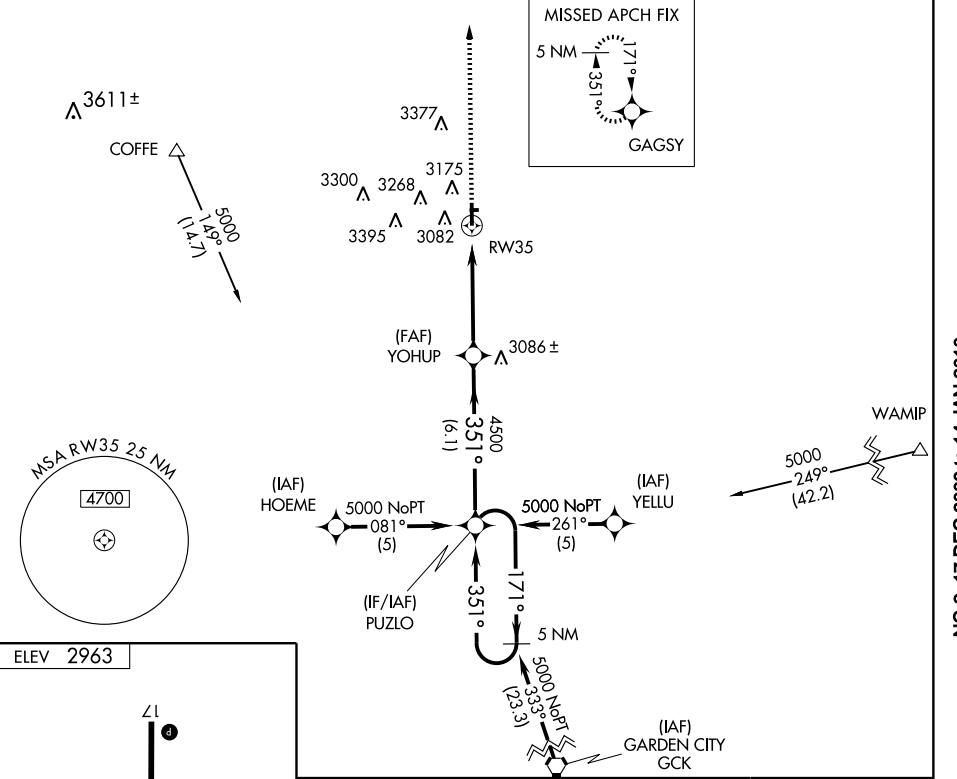 MISSED APCH FIX
5 NM
171°
351°
GAGSY
3611±
COFFE
5000
149°
(14.7)
3377
3300
3268
3175
3395
3082
RW35
(FAF)
YOHUP
3086±
4500
351°
(6.1)
WAMIP
5000
249°
(42.2)
MSA RW35 25 NM
4700
(IAF)
HOEME
5000 NoPT
081°
(5)
(IAF)
YELLU
5000 NoPT
261°
(5)
(IF/IAF)
PUZLO
351°
171°
5 NM
5000 NoPT
333°
(23.3)
(IAF)
GARDEN CITY
GCK
ELEV 2963
17
P